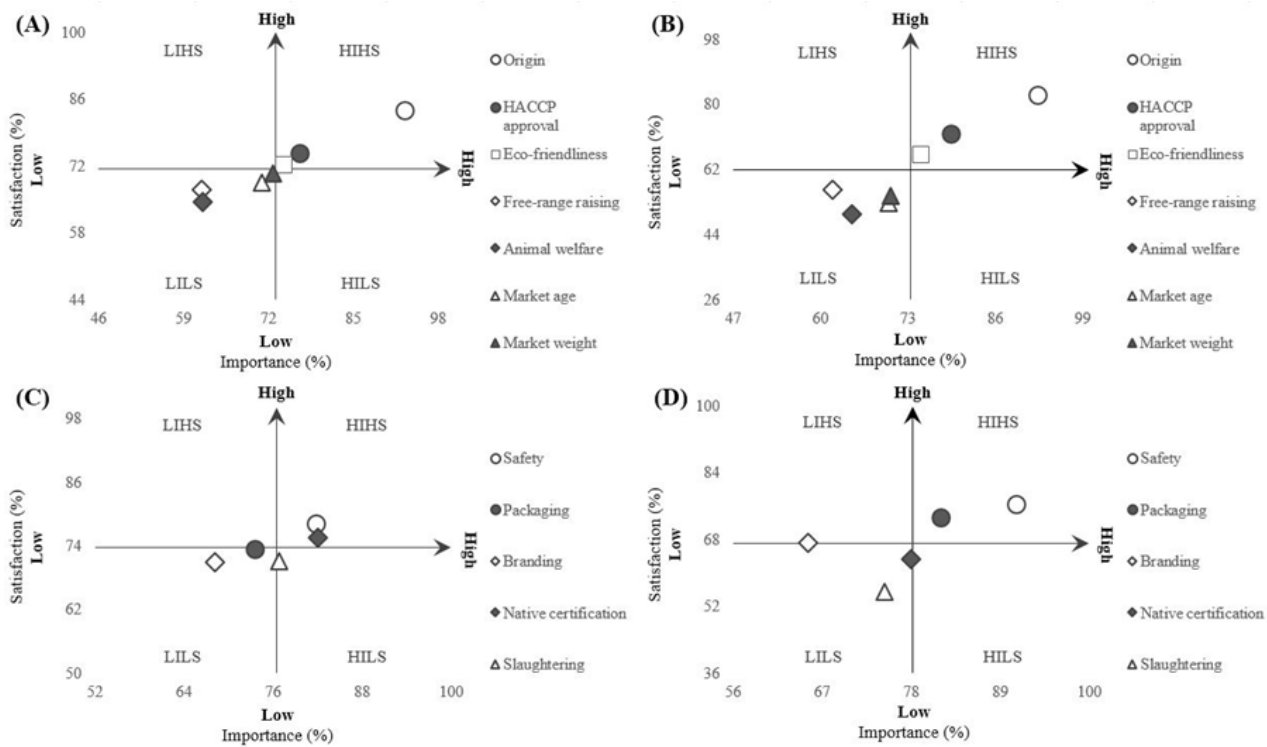 (A)
High
100
LIHS
HIHS
86
72
58
44
LILS
HILS
46
59
72
85
98
Satisfaction (%)
Low
High
Low
Importance (%)
Origin
HACCP
approval
Eco-friendliness
Free-range raising
Animal welfare
Market age
Market weight
(B)
High
98
LIHS
HIHS
80
62
44
26
LILS
HILS
47
60
73
86
99
Satisfaction (%)
Low
High
Low
Importance (%)
Origin
HACCP
approval
Eco-friendliness
Free-range raising
Animal welfare
Market age
Market weight
(C)
High
98
LIHS
HIHS
86
74
62
50
LILS
HILS
52
64
76
88
100
Satisfaction (%)
Low
High
Low
Importance (%)
Safety
Packaging
Branding
Native certification
Slaughtering
(D)
High
100
LIHS
HIHS
84
68
52
36
LILS
HILS
56
67
78
89
100
Satisfaction (%)
Low
High
Low
Importance (%)
Safety
Packaging
Branding
Native certification
Slaughtering